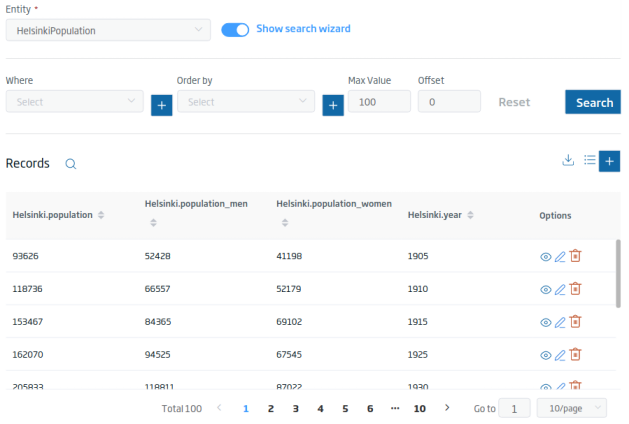 Entity *
HelsinkiPopulation
Show search wizard
Where Order by Max Value Offset
Select + Select + 100 0 Reset Search
Records +
Helsinki.population Helsinki.population_men Helsinki.population_women Helsinki.year Options
93626 52428 41198 1905
118736 66557 52179 1910
153467 84365 69102 1915
162070 94525 67545 1925
205833 118811 87022 1930
Total 100 < 1 2 3 4 5 6 ••• 10 > Go to 1 10/page